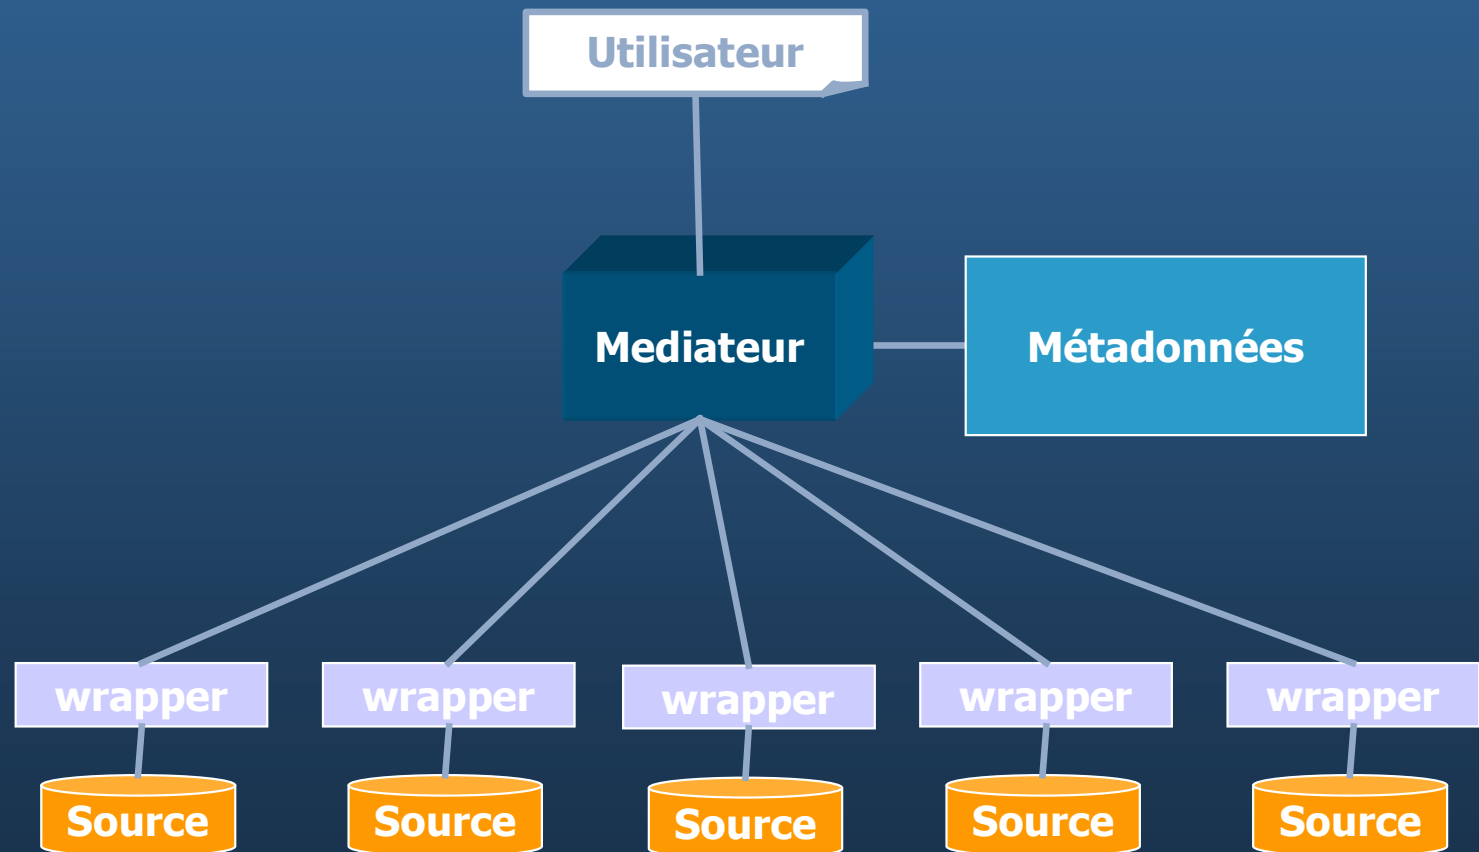 Utilisateur
Mediateur
Métadonnées
wrapper
wrapper
wrapper
wrapper
wrapper
Source
Source
Source
Source
Source